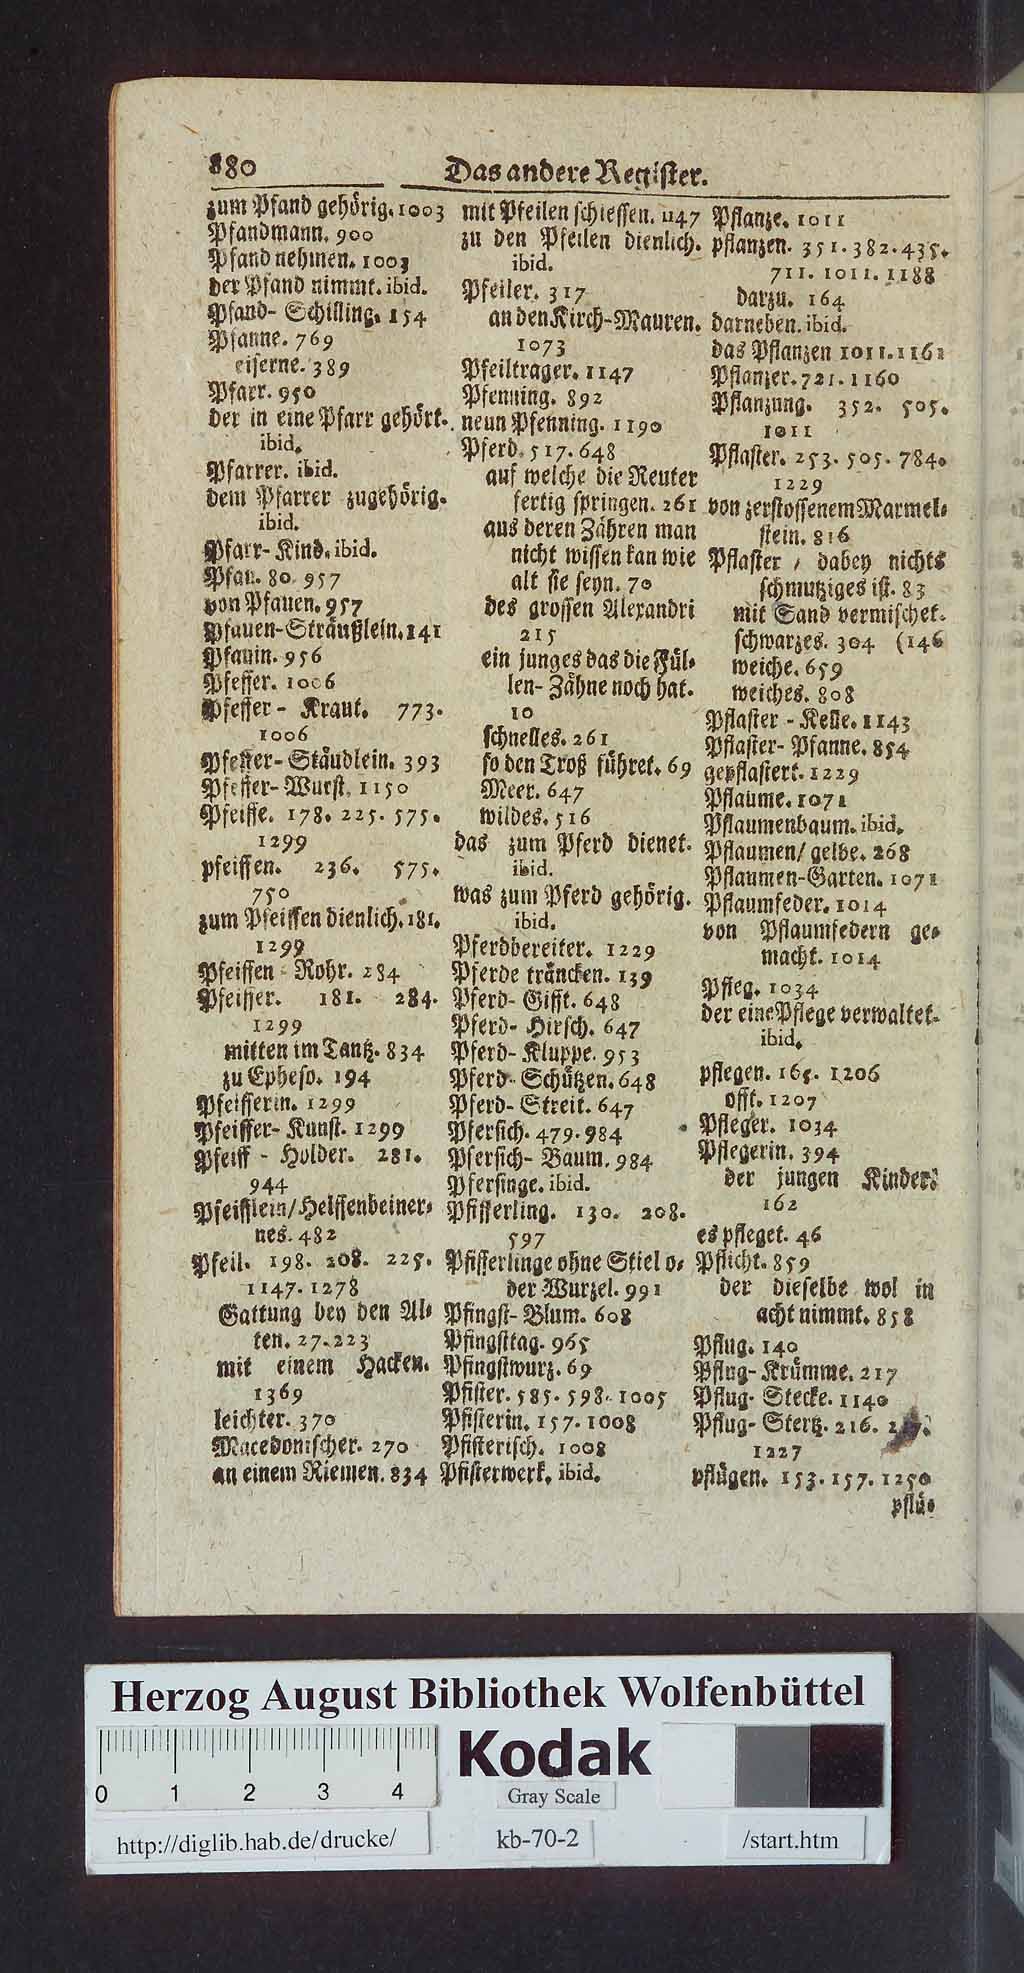 880
Das andere Register.
zum Pfand gehörig. 1003
Pfandmann. 900
Pfand nehmen. 1003
der Pfand nimmt. ibid.
Pfand- Schilling. 154
Pfanne. 769
eiserne. 389
Pfarr. 950
der in eine Pfarr gehört.
ibid.
Pfarrer. ibid.
dem Pfarrer zugehörig.
ibid.
Pfarr- Kind. ibid.
Pfau. 80. 957
von Pfauen. 957
Pfauen-Sträußlein. 141
Pfauin. 956
Pfeffer. 1006
Pfeffer - Kraut. 773.
1006
Pfeffer- Stäudlein. 393
Pfeffer- Wurst. 1150
Pfeiffe. 178. 225. 575.
1299
pfeiffen. 236. 575.
750
zum Pfeiffen dienlich. 181.
1299
Pfeiffen - Rohr. 284
Pfeiffer. 181. 284.
1299
mitten im Tantz. 834
zu Epheso. 194
Pfeifferin. 1299
Pfeiffer- Kunst. 1299
Pfeiff - Holder. 281.
944
Pfeifflein/ Helffenbeiner-
nes. 482
Pfeil. 198. 208. 225.
1147. 1278
Gattung bey den Al-
ten. 27. 223
mit einem Hacken.
1369
leichter. 370
Macedonischer. 270
an einem Riemen. 834
mit Pfeilen schiessen. 1147
zu den Pfeilen dienlich.
ibid.
Pfeiler. 317
an den Kirch-Mauren.
1073
Pfeiltrager. 1147
Pfenning. 892
neun Pfenning. 1190
Pferd. 517. 648
auf welche die Reuter
fertig springen. 261
aus deren Zähren man
nicht wissen kan wie
alt sie seyn. 70
des grossen Alexandri
215
ein junges das die Fül-
len- Zähne noch hat.
10
schnelles. 261
so den Troß führet. 69
Meer. 647
wildes. 516
das zum Pferd dienet.
ibid.
was zum Pferd gehörig.
ibid.
Pferdbereiter. 1229
Pferde träncken. 139
Pferd- Gifft. 648
Pferd- Hirsch. 647
Pferd- Kluppe. 953
Pferd- Schützen. 648
Pferd- Streit. 647
Pfersich. 479. 984
Pfersich- Baum. 984
Pfersinge. ibid.
Pfifferling. 130. 208.
597
Pfifferlinge ohne Stiel o-
der Wurzel. 991
Pfingst- Blum. 608
Pfingsttag. 965
Pfingstwurz. 69
Pfister. 585. 598. 1005
Pfisterin. 157. 1008
Pfisterisch. 1008
Pfisterwerk. ibid.
Pflanze. 1011
pflanzen. 351. 382. 435.
711. 1011. 1188
darzu. 164
darneben. ibid.
das Pflanzen 1011. 1161
Pflanzer. 721. 1160
Pflanzung. 352. 505.
1011
Pflaster. 253. 505. 784.
1229
von zerstossenem Marmel-
stein. 816
Pflaster / dabey nichts
schmutziges ist. 83
mit Sand vermischet.
schwarzes. 304 (146
weiche. 659
weiches. 808
Pflaster - Kelle. 1143
Pflaster- Pfanne. 854
gepflastert. 1229
Pflaume. 1071
Pflaumenbaum. ibid.
Pflaumen/ gelbe. 268
Pflaumen-Garten. 1071
Pflaumfeder. 1014
von Pflaumfedern ge-
macht. 1014
Pfleg. 1034
der eine Pflege verwaltet.
ibid.
pflegen. 165. 1206
offt. 1207
Pfleger. 1034
Pflegerin. 394
der jungen Kinder.
162
es pfleget. 46
Pflicht. 859
der dieselbe wol in
acht nimmt. 858
Pflug. 140
Pflug- Krümme. 217
Pflug- Stecke. 1140
Pflug- Stertz. 216.
1227
pflügen. 153. 157. 1250
pflü-
Herzog August Bibliothek Wolfenbüttel
0 1 2 3 4
Kodak
Gray Scale
http://diglib.hab.de/drucke/
kb-70-2
/start.htm